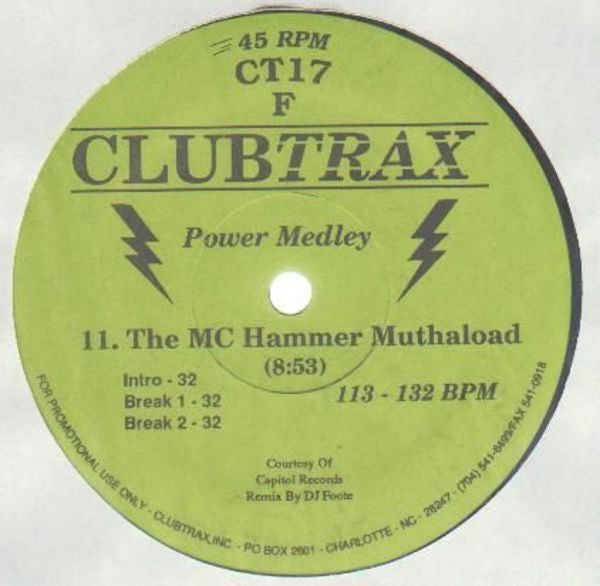 45 RPM
CT17
F
CLUBTRAX
Power Medley
11. The MC Hammer Muthaload
(8:53)
Intro - 32
Break 1 - 32
Break 2 - 32
113 - 132 BPM
Courtesy Of
Capitol Records
Remix By DJ Foote
FOR PROMOTIONAL USE ONLY - CLUBTRAX, INC. - PO BOX 2601 - CHARLOTTE - NC - 28247 - (704) 541-8499/FAX 541-0918